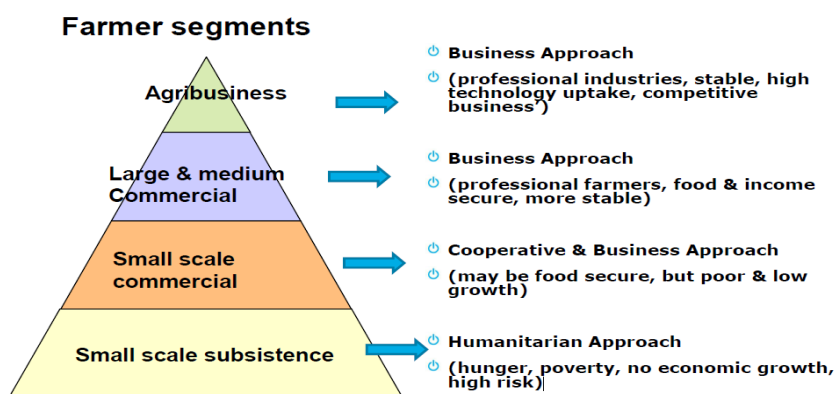 Farmer segments
Agribusiness
Business Approach
(professional industries, stable, high
technology uptake, competitive
business’)
Large & medium
Commercial
Business Approach
(professional farmers, food & income
secure, more stable)
Small scale
commercial
Cooperative & Business Approach
(may be food secure, but poor & low
growth)
Small scale subsistence
Humanitarian Approach
(hunger, poverty, no economic growth,
high risk)